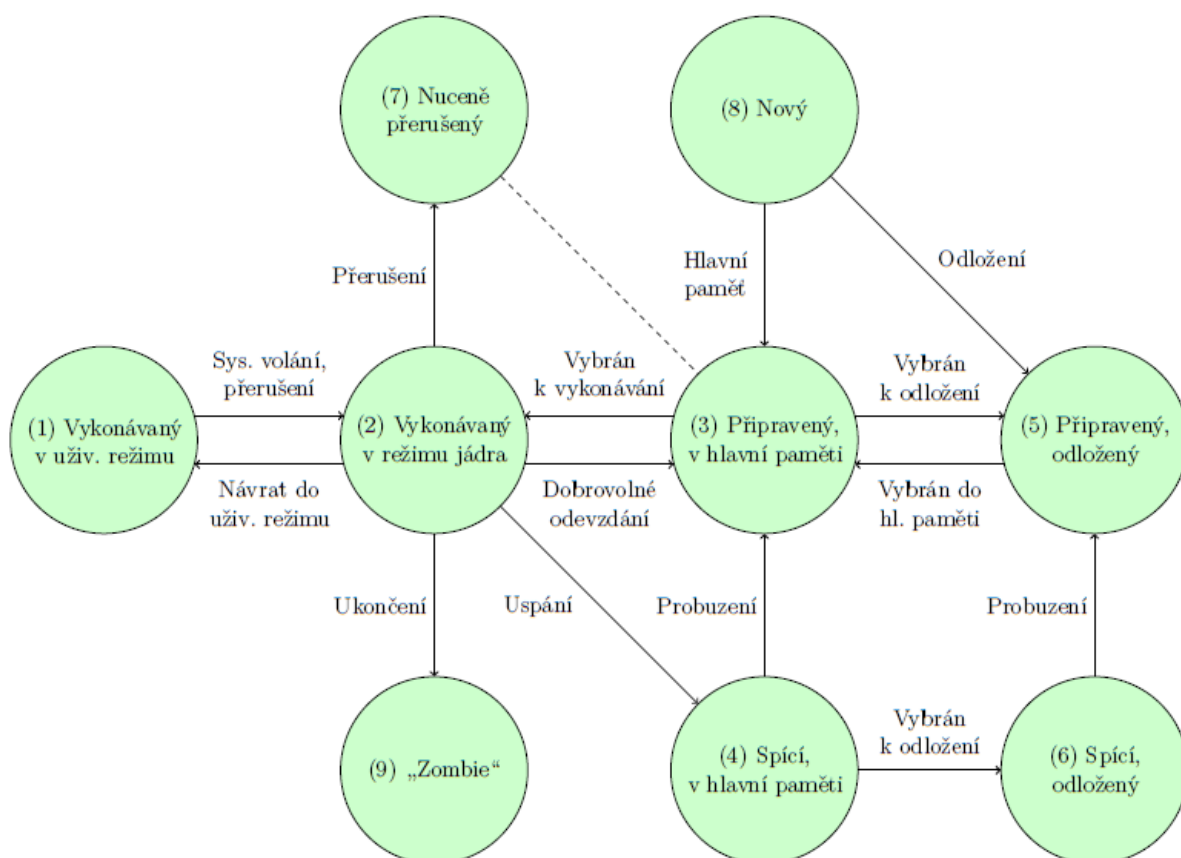 (7) Nuceně
přerušený
(8) Nový
Přerušení
Hlavní
paměť
Odložení
Sys. volání,
přerušení
Vybrán
k vykonávání
Vybrán
k odložení
(1) Vykonávaný
v uživ. režimu
(2) Vykonávaný
v režimu jádra
(3) Připravený,
v hlavní paměti
(5) Připravený,
odložený
Návrat do
uživ. režimu
Dobrovolné
odevzdání
Vybrán do
hl. paměti
Ukončení
Uspání
Probuzení
Probuzení
(9) „Zombie“
(4) Spící,
v hlavní paměti
Vybrán
k odložení
(6) Spící,
odložený